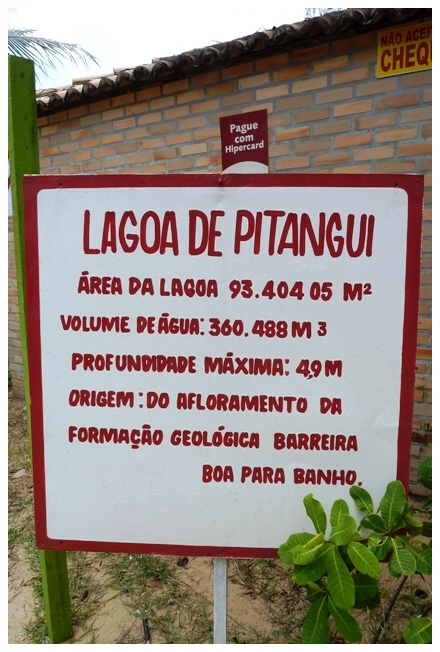 NÃO ACEI
CHEQU
Pague
com
Hipercard
LAGOA DE PITANGUI
ÁREA DA LAGOA 93.404 05 M²
VOLUME DE ÁGUA: 360.488 M 3
PROFUNDIDADE MÁXIMA: 4,9 M
ORIGEM : DO AFLORAMENTO DA
FORMAÇÃO GEOLÓGICA BARREIRA
BOA PARA BANHO.